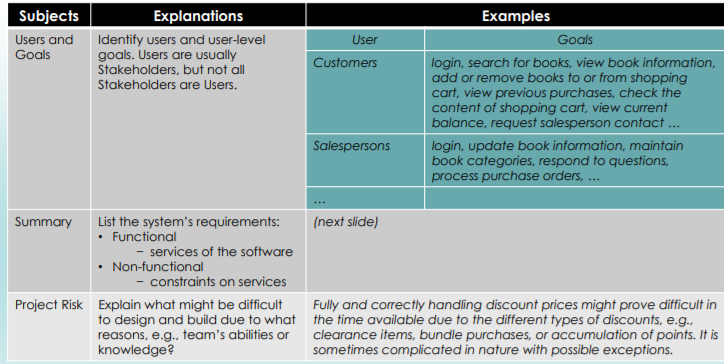 Subjects Explanations Examples
Users and
Goals
Identify users and user-level
goals. Users are usually
Stakeholders, but not all
Stakeholders are Users.
User Goals
Customers
login, search for books, view book information,
add or remove books to or from shopping
cart, view previous purchases, check the
content of shopping cart, view current
balance, request salesperson contact …
Salespersons
login, update book information, maintain
book categories, respond to questions,
process purchase orders, …
…
Summary
List the system's requirements:
• Functional
− services of the software
• Non-functional
− constraints on services
(next slide)
Project Risk
Explain what might be difficult
to design and build due to what
reasons, e.g., team's abilities or
knowledge?
Fully and correctly handling discount prices might prove difficult in
the time available due to the different types of discounts, e.g.,
clearance items, bundle purchases, or accumulation of points. It is
sometimes complicated in nature with possible exceptions.